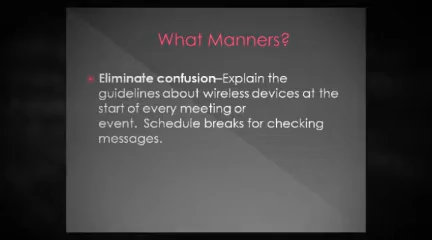 What Manners?
Eliminate confusion–Explain the
guidelines about wireless devices at the
start of every meeting or
event.  Schedule breaks for checking
messages.